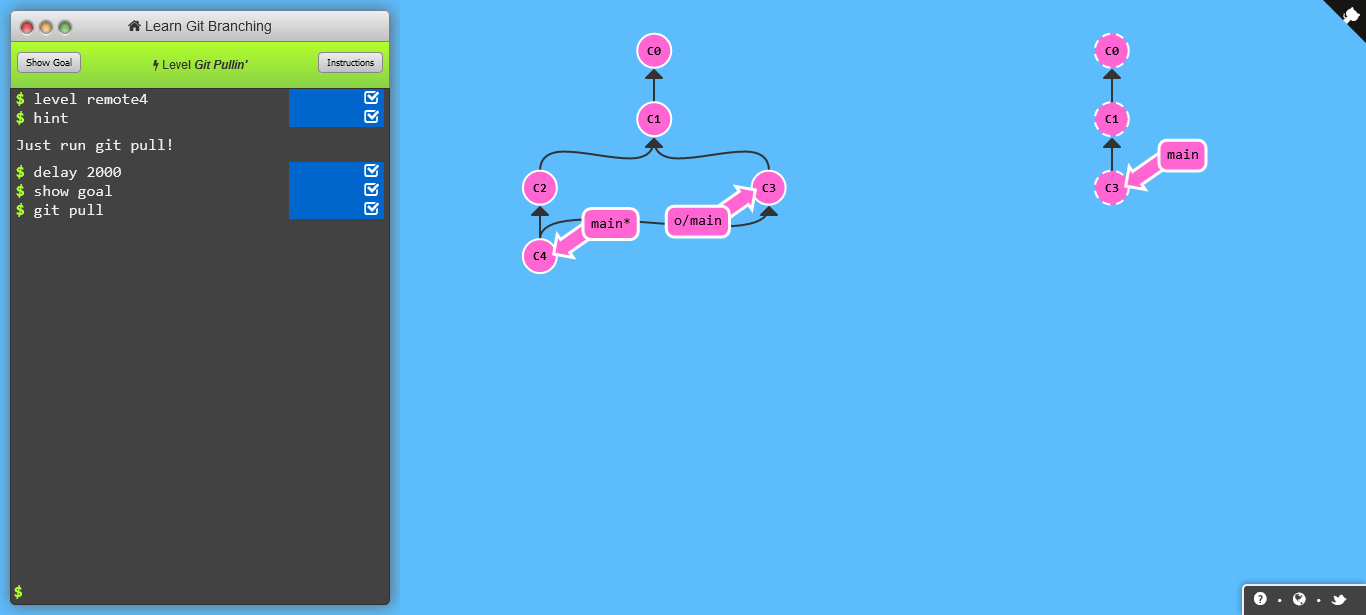 Learn Git Branching
Show Goal
Level Git Pullin'
Instructions
$ level remote4
$ hint
Just run git pull!
$ delay 2000
$ show goal
$ git pull
$
C0
C1
C2
C3
main*
o/main
C4
C0
C1
main
C3